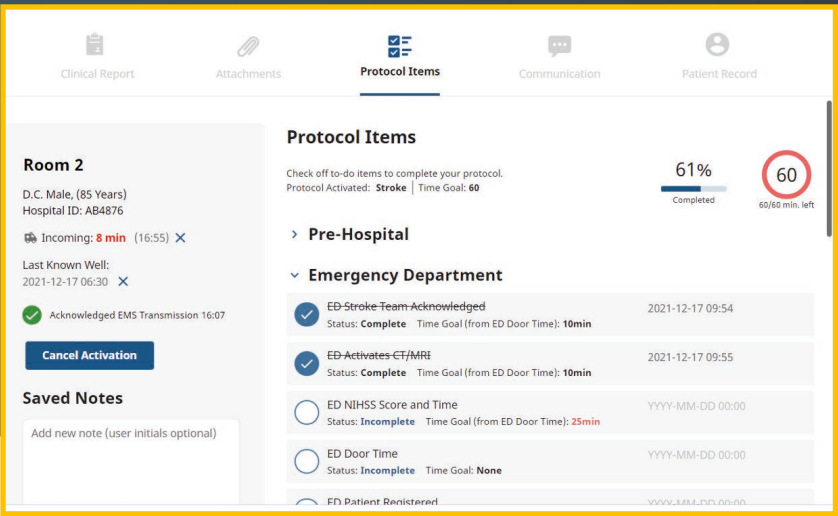 Clinical Report
Attachments
Protocol Items
Communication
Patient Record
Room 2
D.C. Male, (85 Years)
Hospital ID: AB4876
Incoming: 8 min (16:55)
Last Known Well:
2021-12-17 06:30
Acknowledged EMS Transmission 16:07
Cancel Activation
Saved Notes
Add new note (user initials optional)
Protocol Items
Check off to-do items to complete your protocol.
Protocol Activated: Stroke | Time Goal: 60
61%
Completed
60
60/60 min. left
Pre-Hospital
Emergency Department
ED Stroke Team Acknowledged
2021-12-17 09:54
Status: Complete Time Goal (from ED Door Time): 10min
ED Activates CT/MRI
2021-12-17 09:55
Status: Complete Time Goal (from ED Door Time): 10min
ED NIHSS Score and Time
YYYY-MM-DD 00:00
Status: Incomplete Time Goal (from ED Door Time): 25min
ED Door Time
YYYY-MM-DD 00:00
Status: Incomplete Time Goal: None
ED Patient Registered
YYYY-MM-DD 00:00